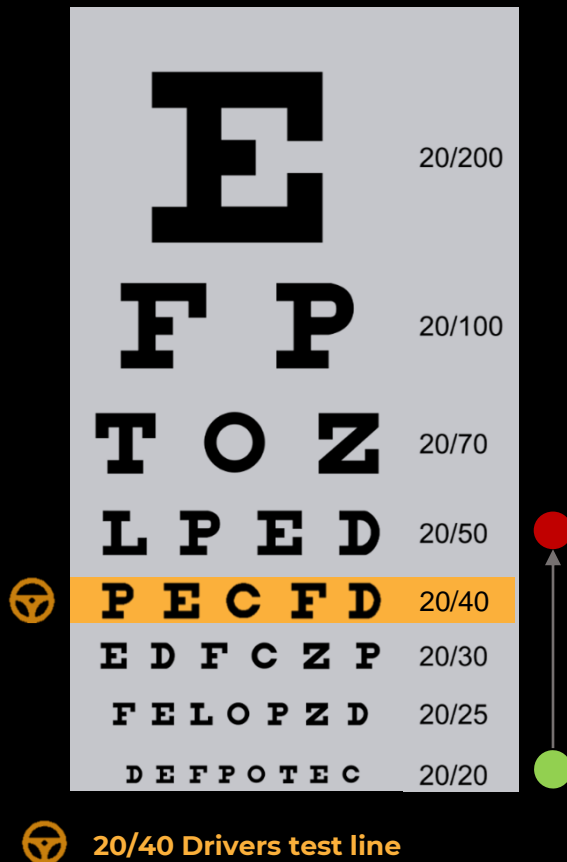 E 20/200
F P 20/100
T O Z 20/70
L P E D 20/50
P E C F D 20/40
E D F C Z P 20/30
F E L O P Z D 20/25
D E F P O T E C 20/20
20/40 Drivers test line